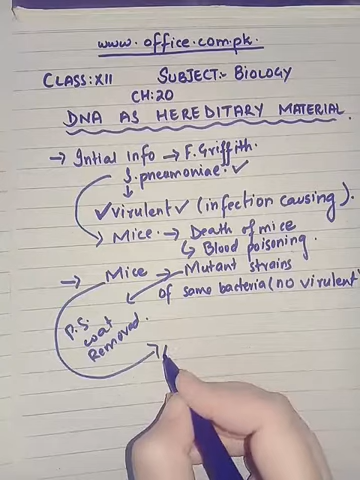 www.office.com.pk.
CLASS:XII SUBJECT:- BIOLOGY
CH:20
DNA AS HEREDITARY MATERIAL.
→ Intial Info → F.Griffith.
S. pneumoniae. ✓
↓
✓virulent✓ (infection causing).
→ Mice. → Death of mice
↳ Blood poisoning.
→ Mice → Mutant strains
of same bacteria (no virulent)
P.S.
coat
Removed.